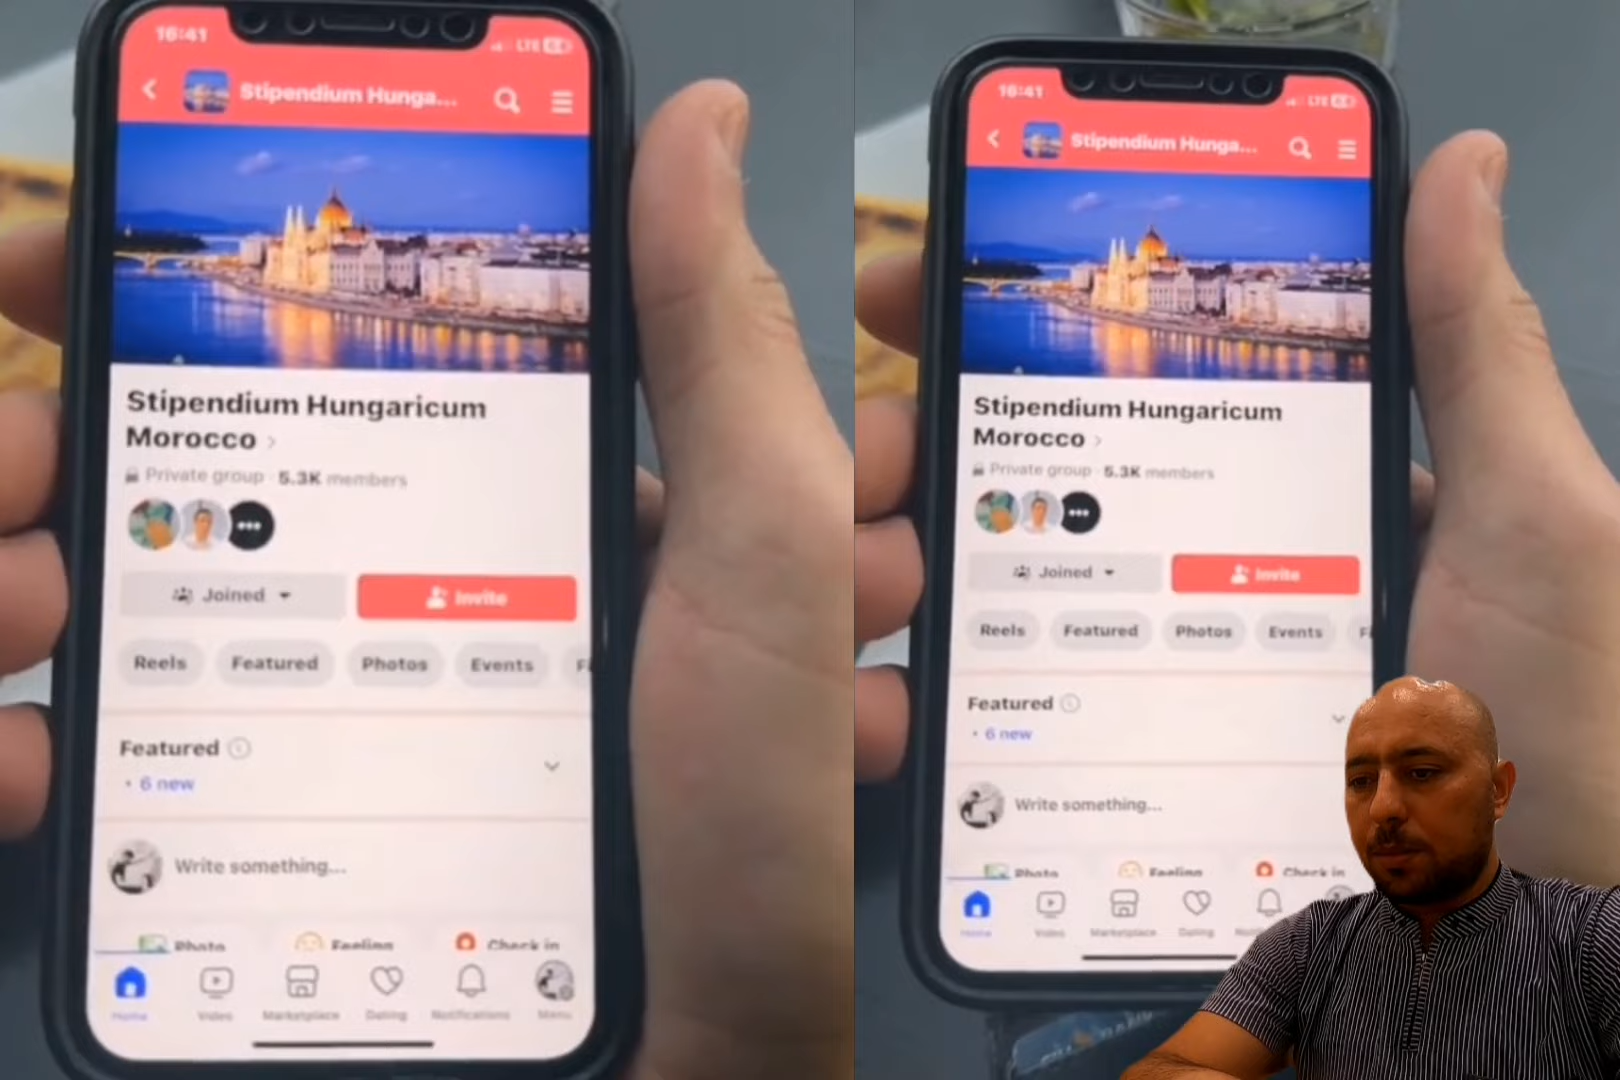 16:41
LTE
Stipendium Hunga...
Stipendium Hungaricum
Morocco
Private group · 5.3K members
Joined
Invite
Reels
Featured
Photos
Events
Featured
• 6 new
Write something...
Photo
Feeling
Check in
Home
Video
Marketplace
Dating
Notifications
Menu
16:41
LTE
Stipendium Hunga...
Stipendium Hungaricum
Morocco
Private group · 5.3K members
Joined
Invite
Reels
Featured
Photos
Events
Featured
• 6 new
Write something...
Photo
Feeling
Check in
Home
Video
Marketplace
Dating